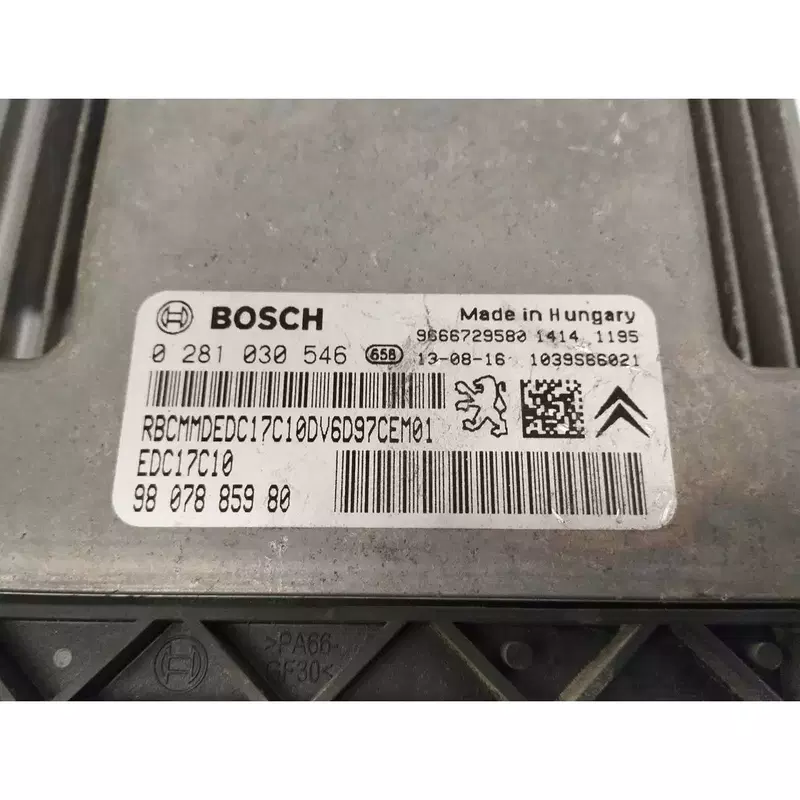 BOSCH
Made in Hungary
9666729580 1414 1195
0 281 030 546 658 13-08-16 1039S66021
RBCMMDEDC17C10DV6D97CEM01
EDC17C10
98 078 859 80
>PA66-
GF30<